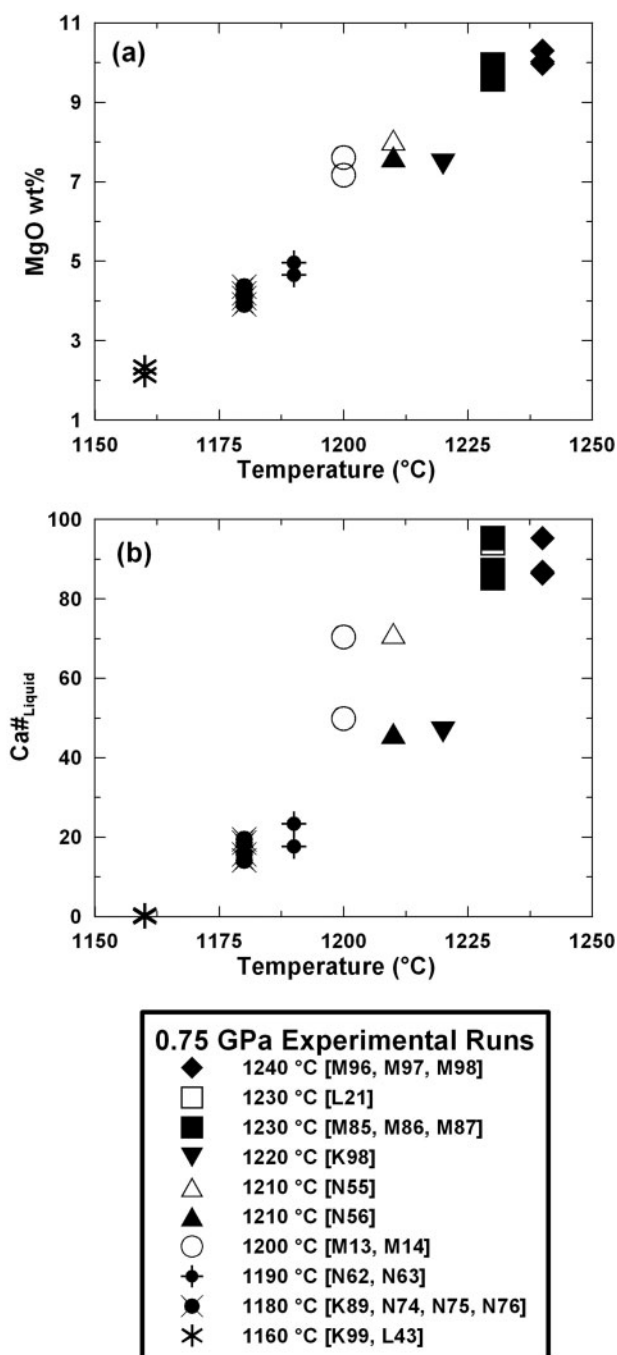 11
(a)
9
7
MgO wt%
5
3
1
1150 1175 1200 1225 1250
Temperature (°C)
100
(b)
80
60
Ca#Liquid
40
20
0
1150 1175 1200 1225 1250
Temperature (°C)
0.75 GPa Experimental Runs
1240 °C [M96, M97, M98]
1230 °C [L21]
1230 °C [M85, M86, M87]
1220 °C [K98]
1210 °C [N55]
1210 °C [N56]
1200 °C [M13, M14]
1190 °C [N62, N63]
1180 °C [K89, N74, N75, N76]
1160 °C [K99, L43]